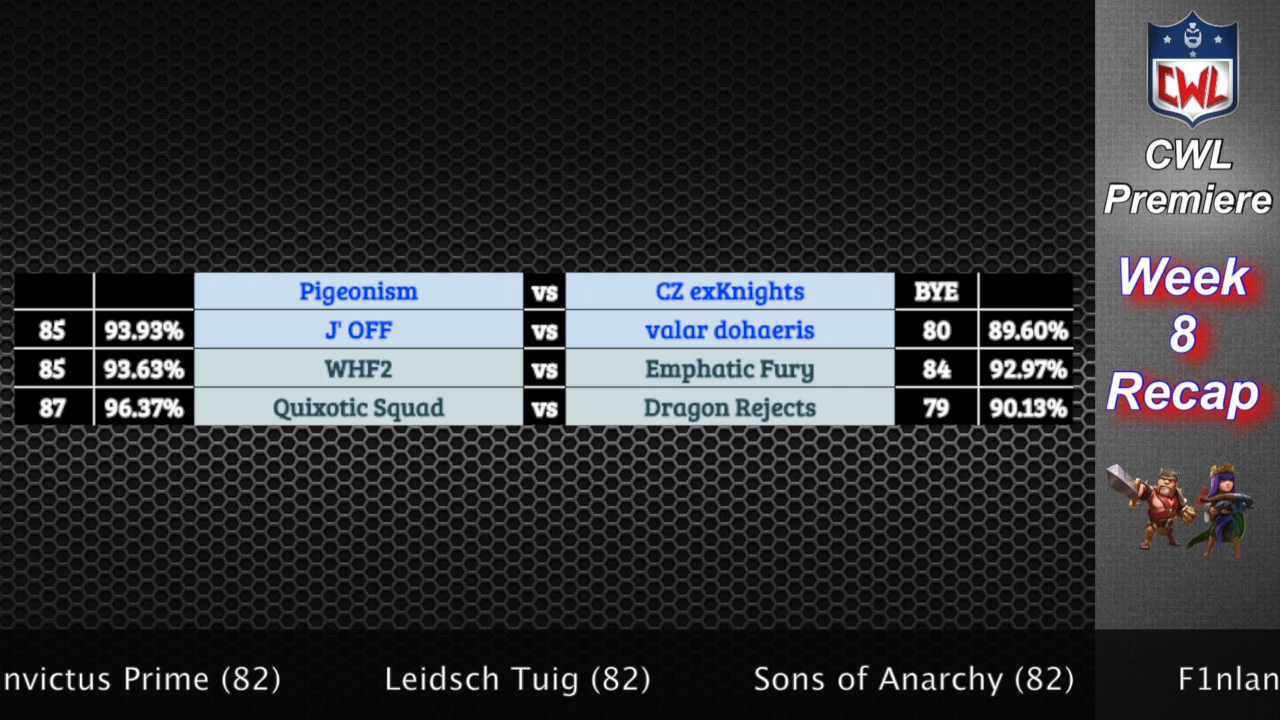 CWL
CWL
Premiere
Week
8
Recap
Pigeonism vs CZ exKnights BYE
85 93.93% J' OFF vs valar dohaeris 80 89.60%
85 93.63% WHF2 vs Emphatic Fury 84 92.97%
87 96.37% Quixotic Squad vs Dragon Rejects 79 90.13%
nvictus Prime (82) Leidsch Tuig (82) Sons of Anarchy (82) F1nlan